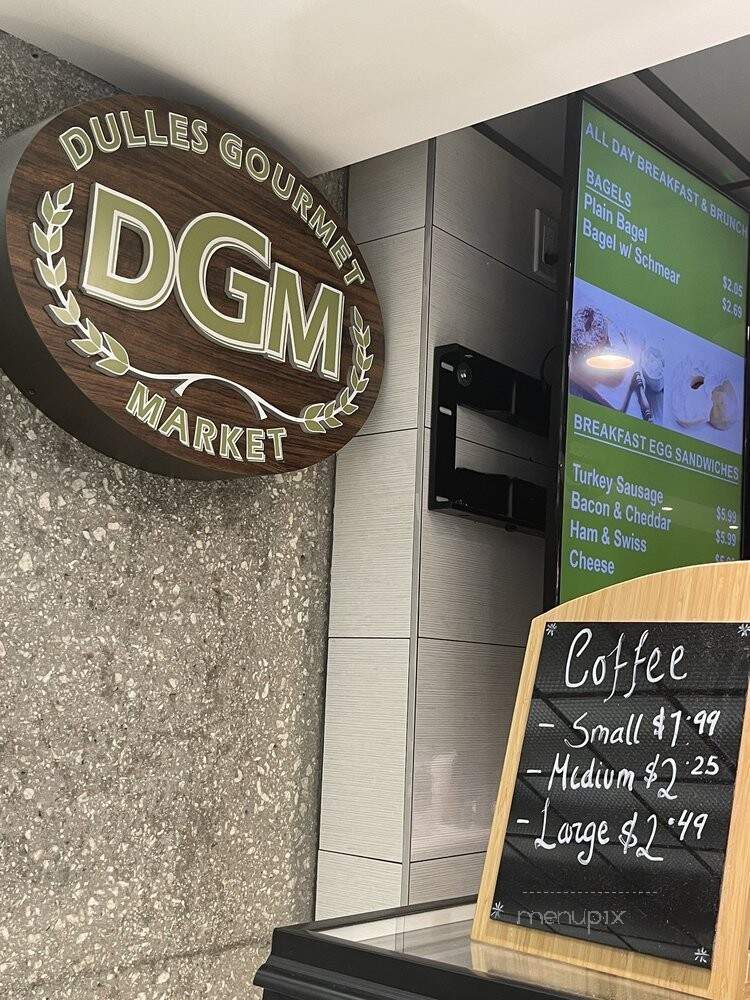 DULLES GOURMET
DGM
MARKET
ALL DAY BREAKFAST & BRUNCH
BAGELS
Plain Bagel $2.05
Bagel w/ Schmear $2.69
BREAKFAST EGG SANDWICHES
Turkey Sausage $5.99
Bacon & Cheddar $5.99
Ham & Swiss
Cheese
Coffee
- Small $1.99
- Medium $2.25
- Large $2.49
menupix